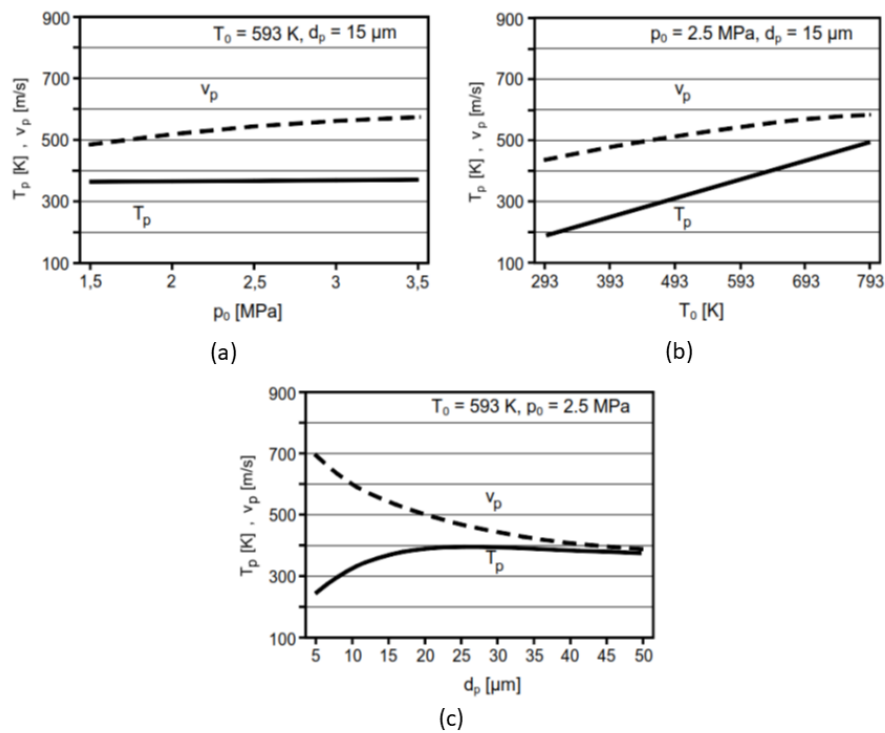 T₀ = 593 K, dₚ = 15 µm
900
700
500
300
100
Tₚ [K] , vₚ [m/s]
vₚ
Tₚ
1,5 2 2,5 3 3,5
p₀ [MPa]
(a)
p₀ = 2.5 MPa, dₚ = 15 µm
900
700
500
300
100
Tₚ [K] , vₚ [m/s]
vₚ
Tₚ
293 393 493 593 693 793
T₀ [K]
(b)
T₀ = 593 K, p₀ = 2.5 MPa
900
700
500
300
100
Tₚ [K] , vₚ [m/s]
vₚ
Tₚ
5 10 15 20 25 30 35 40 45 50
dₚ [µm]
(c)